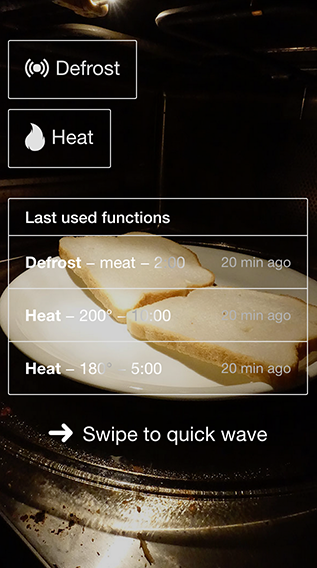 Defrost
Heat
Last used functions
Defrost – meat – 2:00 20 min ago
Heat – 200° – 10:00 20 min ago
Heat – 180° – 5:00 20 min ago
Swipe to quick wave